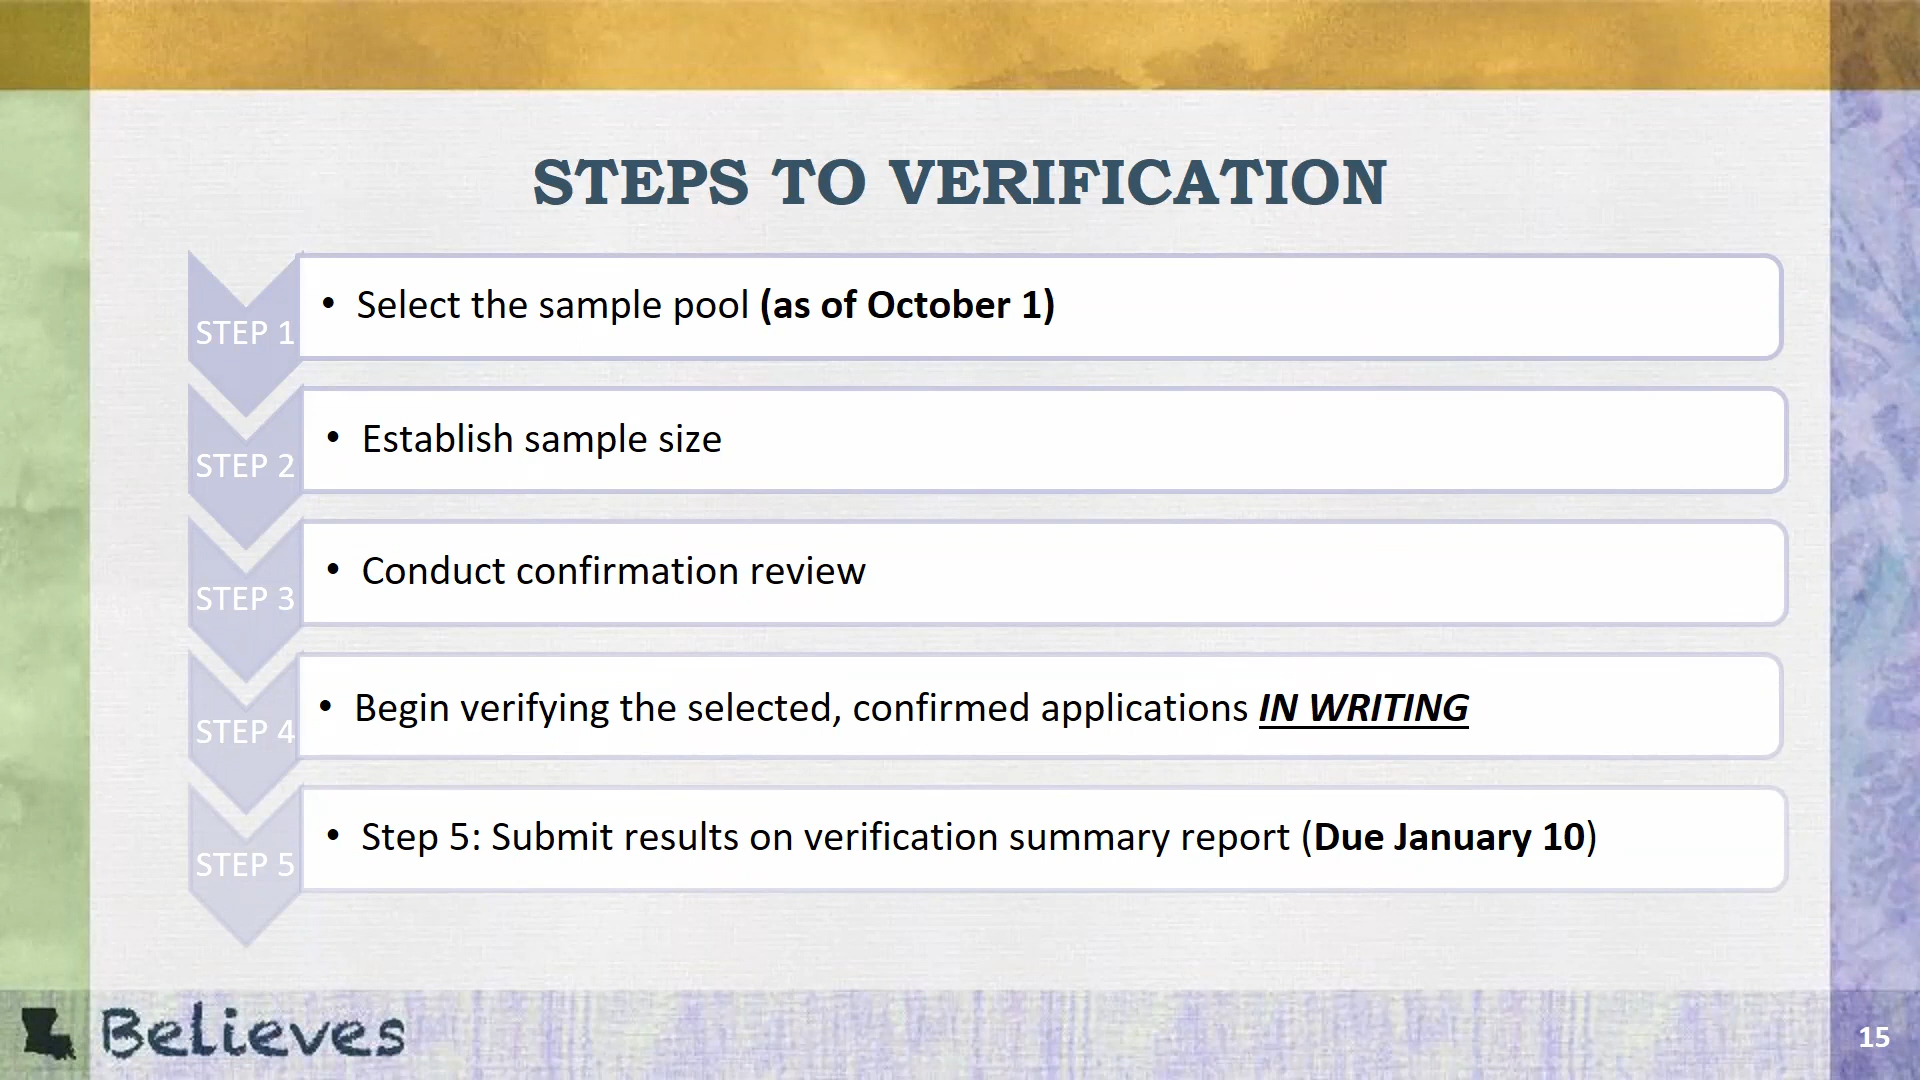 STEPS TO VERIFICATION
STEP 1
• Select the sample pool (as of October 1)
STEP 2
• Establish sample size
STEP 3
• Conduct confirmation review
STEP 4
• Begin verifying the selected, confirmed applications IN WRITING
STEP 5
• Step 5: Submit results on verification summary report (Due January 10)
Believes
15